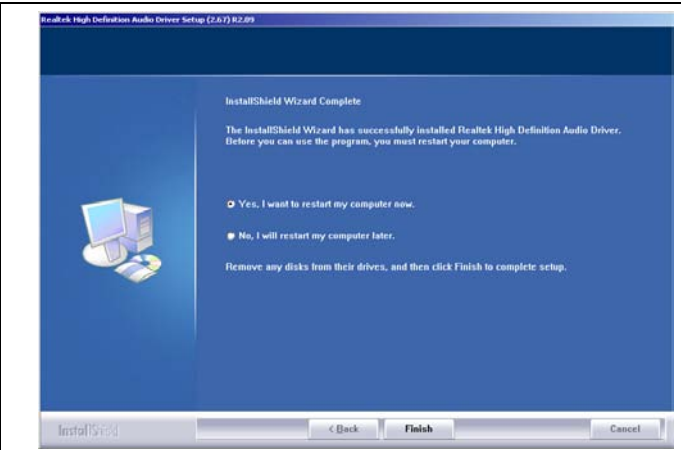 Realtek High Definition Audio Driver Setup (2.67) R2.09
InstallShield Wizard Complete
The InstallShield Wizard has successfully installed Realtek High Definition Audio Driver.
Before you can use the program, you must restart your computer.
Yes, I want to restart my computer now.
No, I will restart my computer later.
Remove any disks from their drives, and then click Finish to complete setup.
InstallShield
< Back
Finish
Cancel